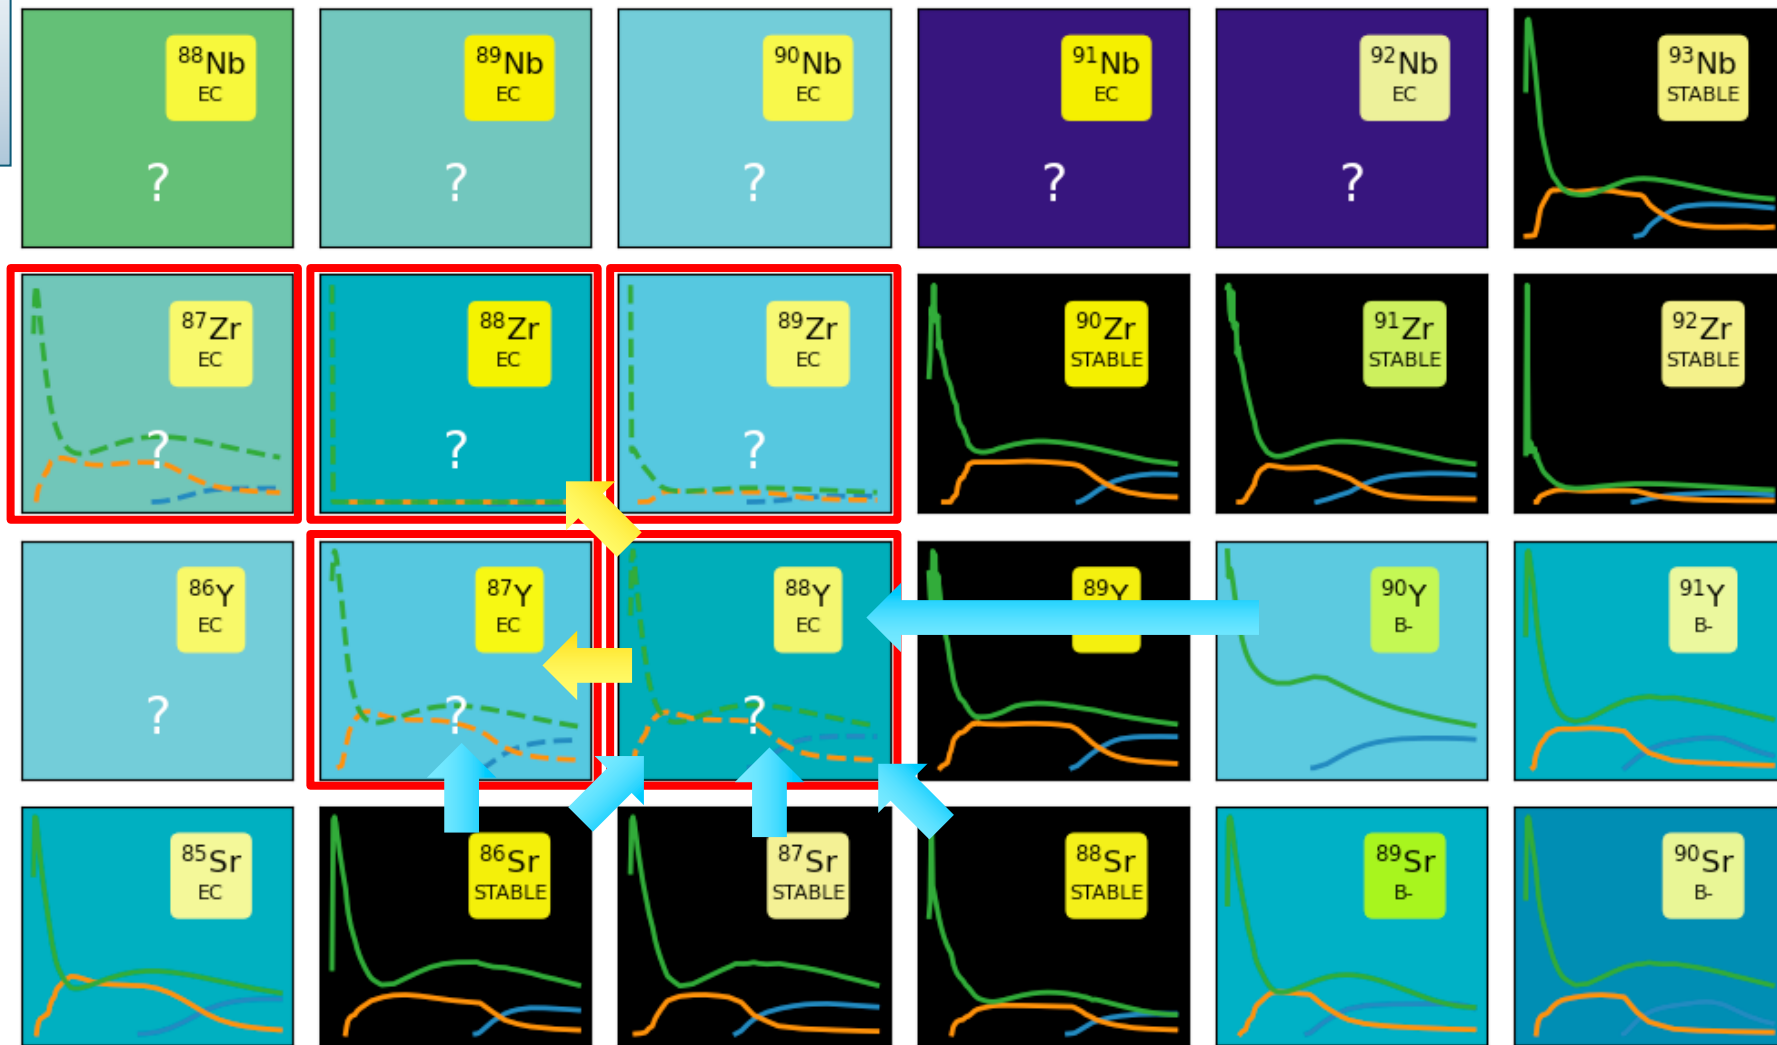 88Nb
EC
?
89Nb
EC
?
90Nb
EC
?
91Nb
EC
?
92Nb
EC
?
93Nb
STABLE
87Zr
EC
?
88Zr
EC
?
89Zr
EC
?
90Zr
STABLE
91Zr
STABLE
92Zr
STABLE
86Y
EC
?
87Y
EC
?
88Y
EC
?
89Y
90Y
B-
91Y
B-
85Sr
EC
86Sr
STABLE
87Sr
STABLE
88Sr
STABLE
89Sr
B-
90Sr
B-